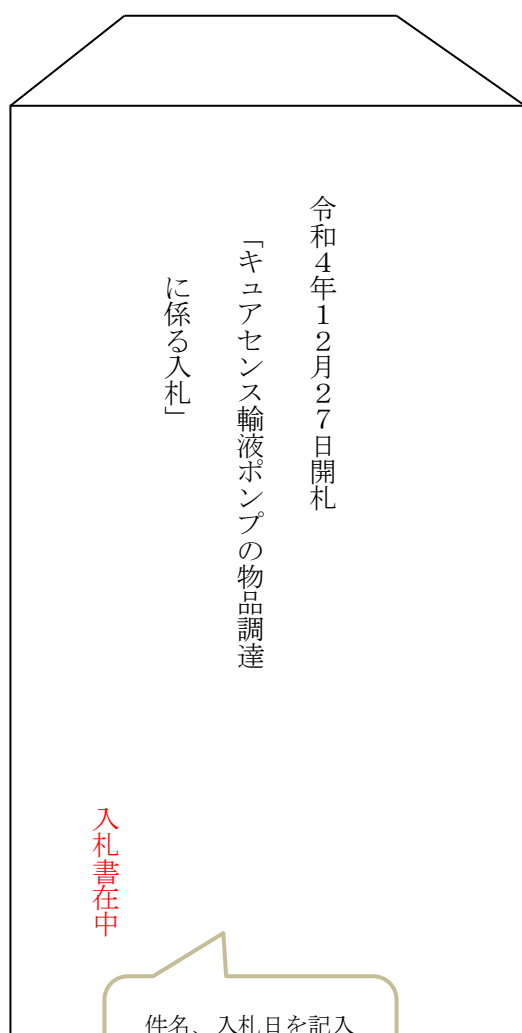 令和４年１２月２７日開札
「キュアセンス輸液ポンプの物品調達
に係る入札」
入札書在中
件名、入札日を記入